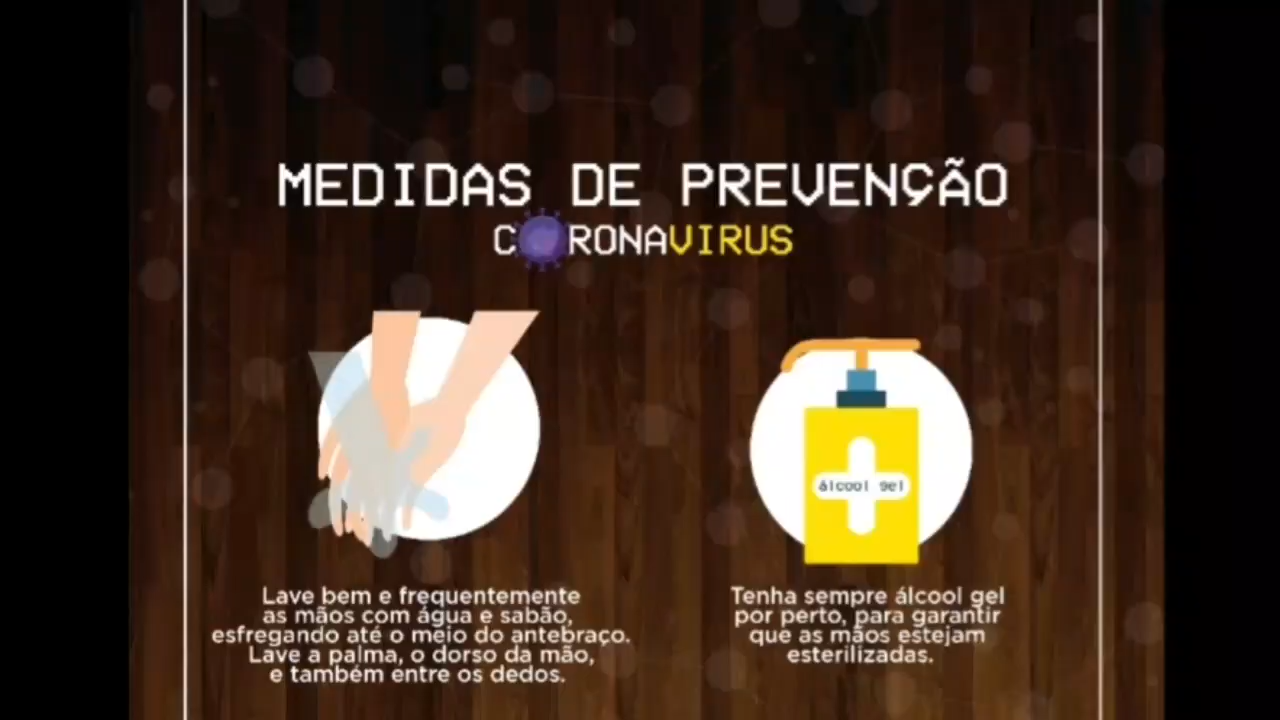 MEDIDAS DE PREVENÇÃO
CORONAVIRUS
álcool gel
Lave bem e frequentemente
as mãos com água e sabão,
esfregando até o meio do antebraço.
Lave a palma, o dorso da mão,
e também entre os dedos.
Tenha sempre álcool gel
por perto, para garantir
que as mãos estejam
esterilizadas.